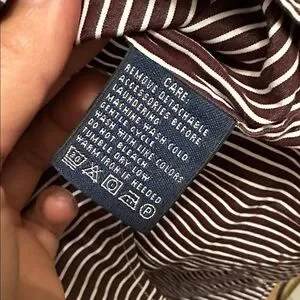 CARE:
REMOVE DETACHABLE
ACCESSORIES BEFORE
LAUNDERING
MACHINE WASH COLD
GENTLE CYCLE
WASH WITH LIKE COLORS
DO NOT BLEACH
TUMBLE DRY LOW
WARM IRON IF NEEDED
20 P